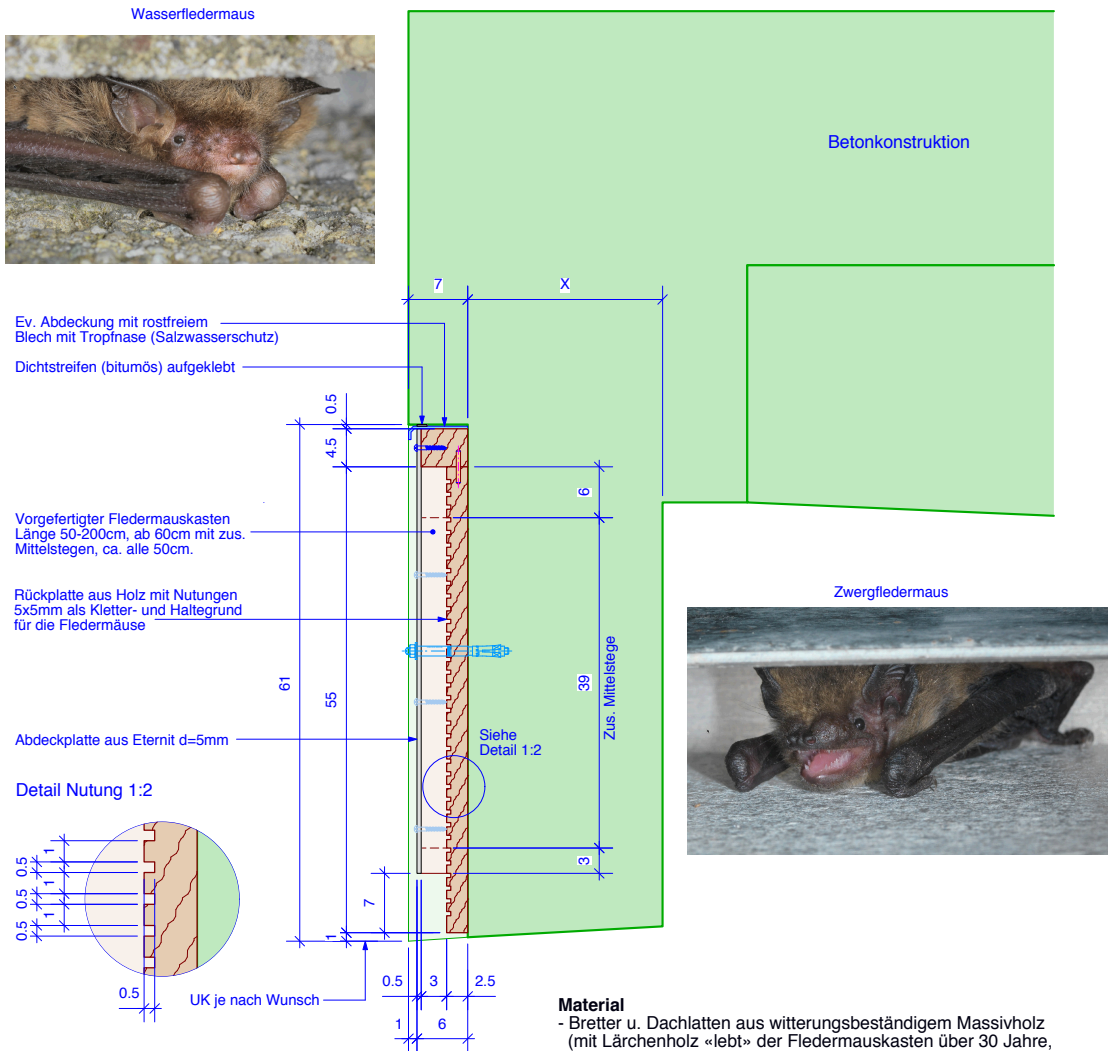 Wasserfledermaus
Betonkonstruktion
7
X
Ev. Abdeckung mit rostfreiem
Blech mit Tropfnase (Salzwasserschutz)
Dichtstreifen (bitumös) aufgeklebt
0.5
4.5
6
Vorgefertigter Fledermauskasten
Länge 50-200cm, ab 60cm mit zus.
Mittelstegen, ca. alle 50cm.
Rückplatte aus Holz mit Nutungen
5x5mm als Kletter- und Haltegrund
für die Fledermäuse
Zwergfledermaus
61
55
39
Zus. Mittelstege
Abdeckplatte aus Eternit d=5mm
Siehe
Detail 1:2
Detail Nutung 1:2
1
0.5
1
0.5
1
0.5
0.5
3
7
1
UK je nach Wunsch
0.5
3
2.5
1
6
Material
- Bretter u. Dachlatten aus witterungsbeständigem Massivholz
(mit Lärchenholz «lebt» der Fledermauskasten über 30 Jahre,